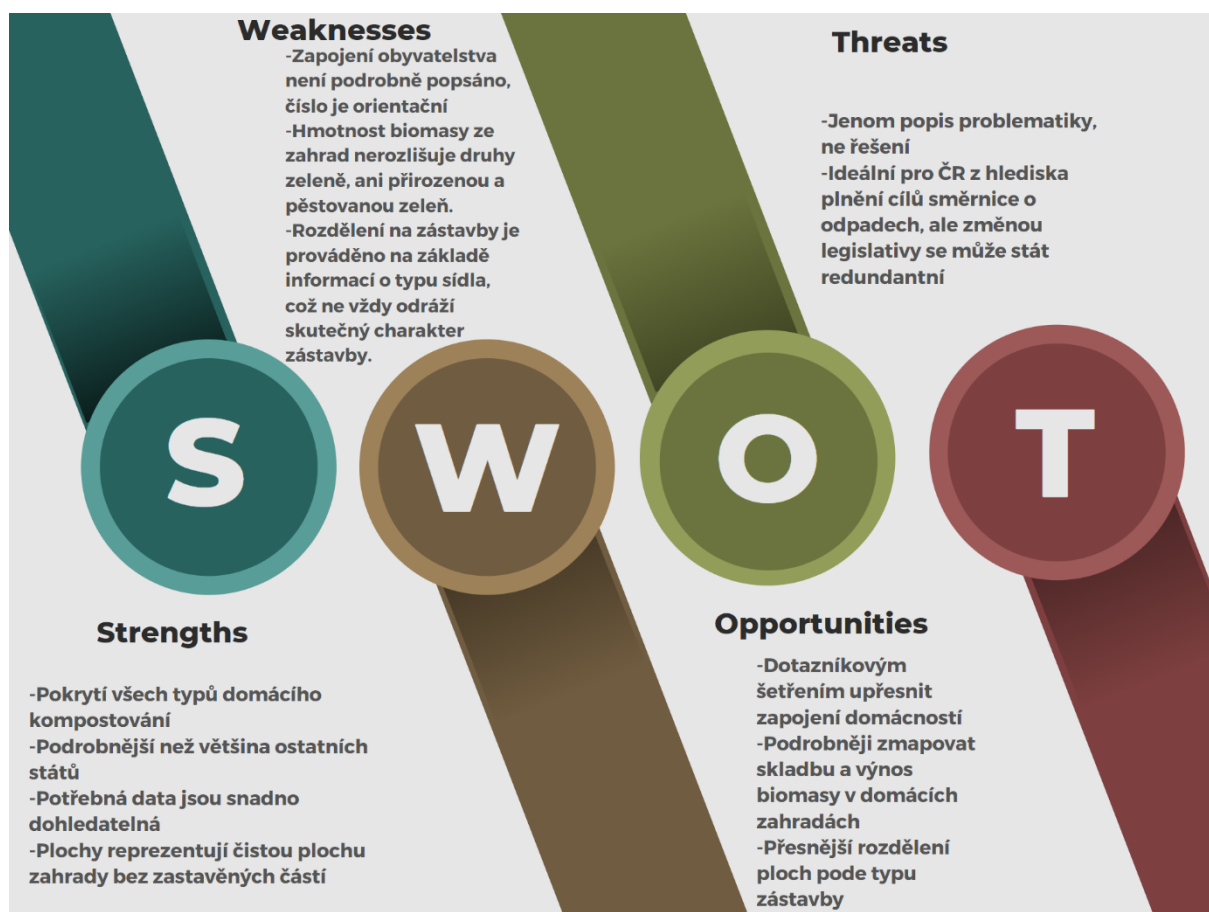 Weaknesses
-Zapojení obyvatelstva
není podrobně popsáno,
číslo je orientační
-Hmotnost biomasy ze
zahrad nerozlišuje druhy
zeleně, ani přirozenou a
pěstovanou zeleň.
-Rozdělení na zástavby je
prováděno na základě
informací o typu sídla,
což ne vždy odráží
skutečný charakter
zástavby.
Threats
-Jenom popis problematiky,
ne řešení
-Ideální pro ČR z hlediska
plnění cílů směrnice o
odpadech, ale změnou
legislativy se může stát
redundantní
S
W
O
T
Strengths
-Pokrytí všech typů domácího
kompostování
-Podrobnější než většina ostatních
států
-Potřebná data jsou snadno
dohledatelná
-Plochy reprezentují čistou plochu
zahrady bez zastavěných částí
Opportunities
-Dotazníkovým
šetřením upřesnit
zapojení domácností
-Podrobněji zmapovat
skladbu a výnos
biomasy v domácích
zahradách
-Přesnější rozdělení
ploch pode typu
zástavby